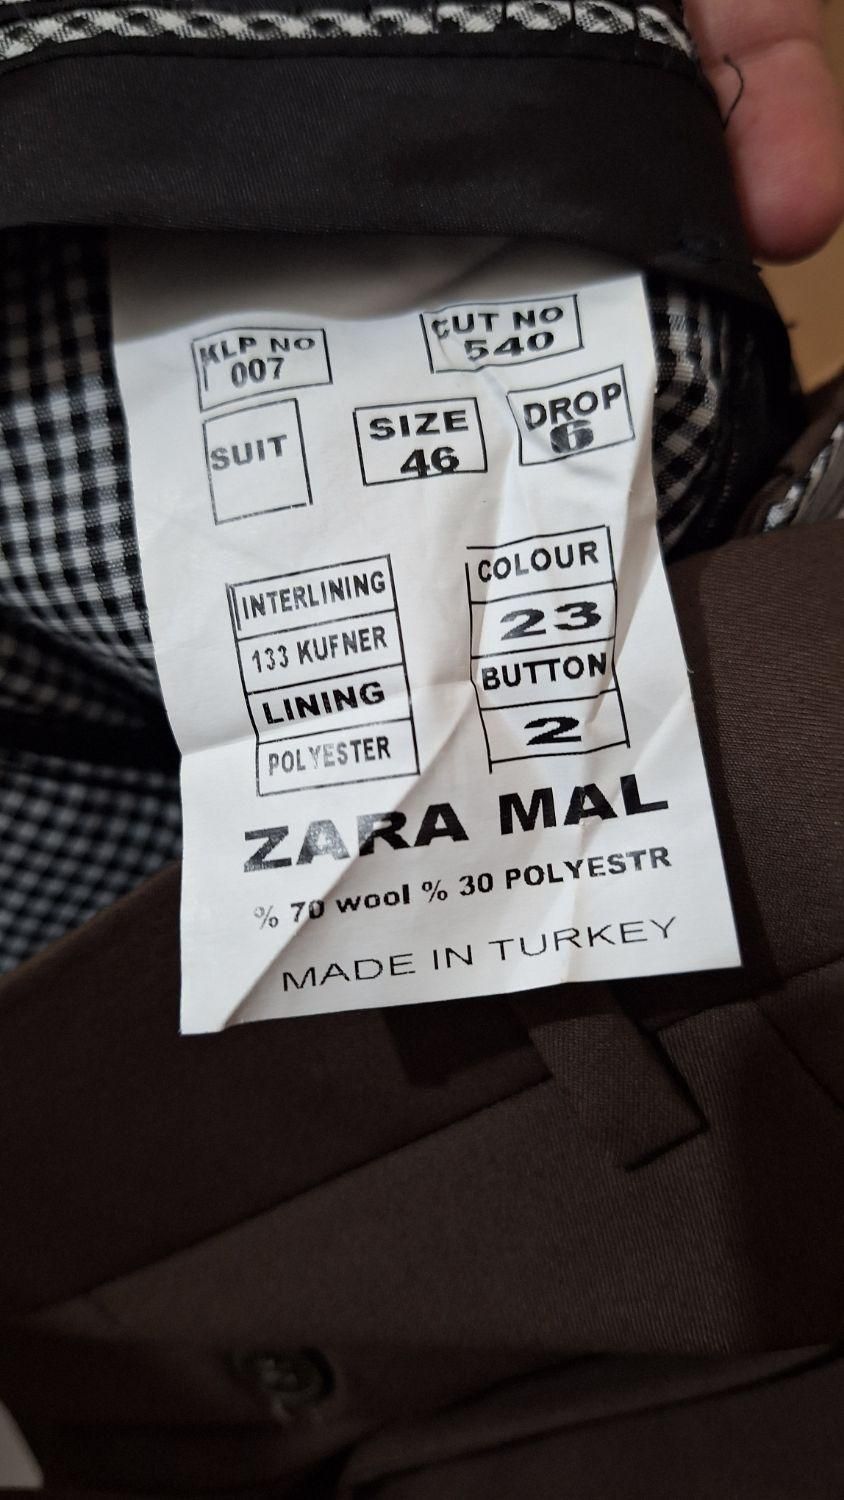 KLP NO
007
CUT NO
540
SUIT
SIZE
46
DROP
6
INTERLINING
133 KUFNER
LINING
POLYESTER
COLOUR
23
BUTTON
2
ZARA MAL
% 70 wool % 30 POLYESTR
MADE IN TURKEY